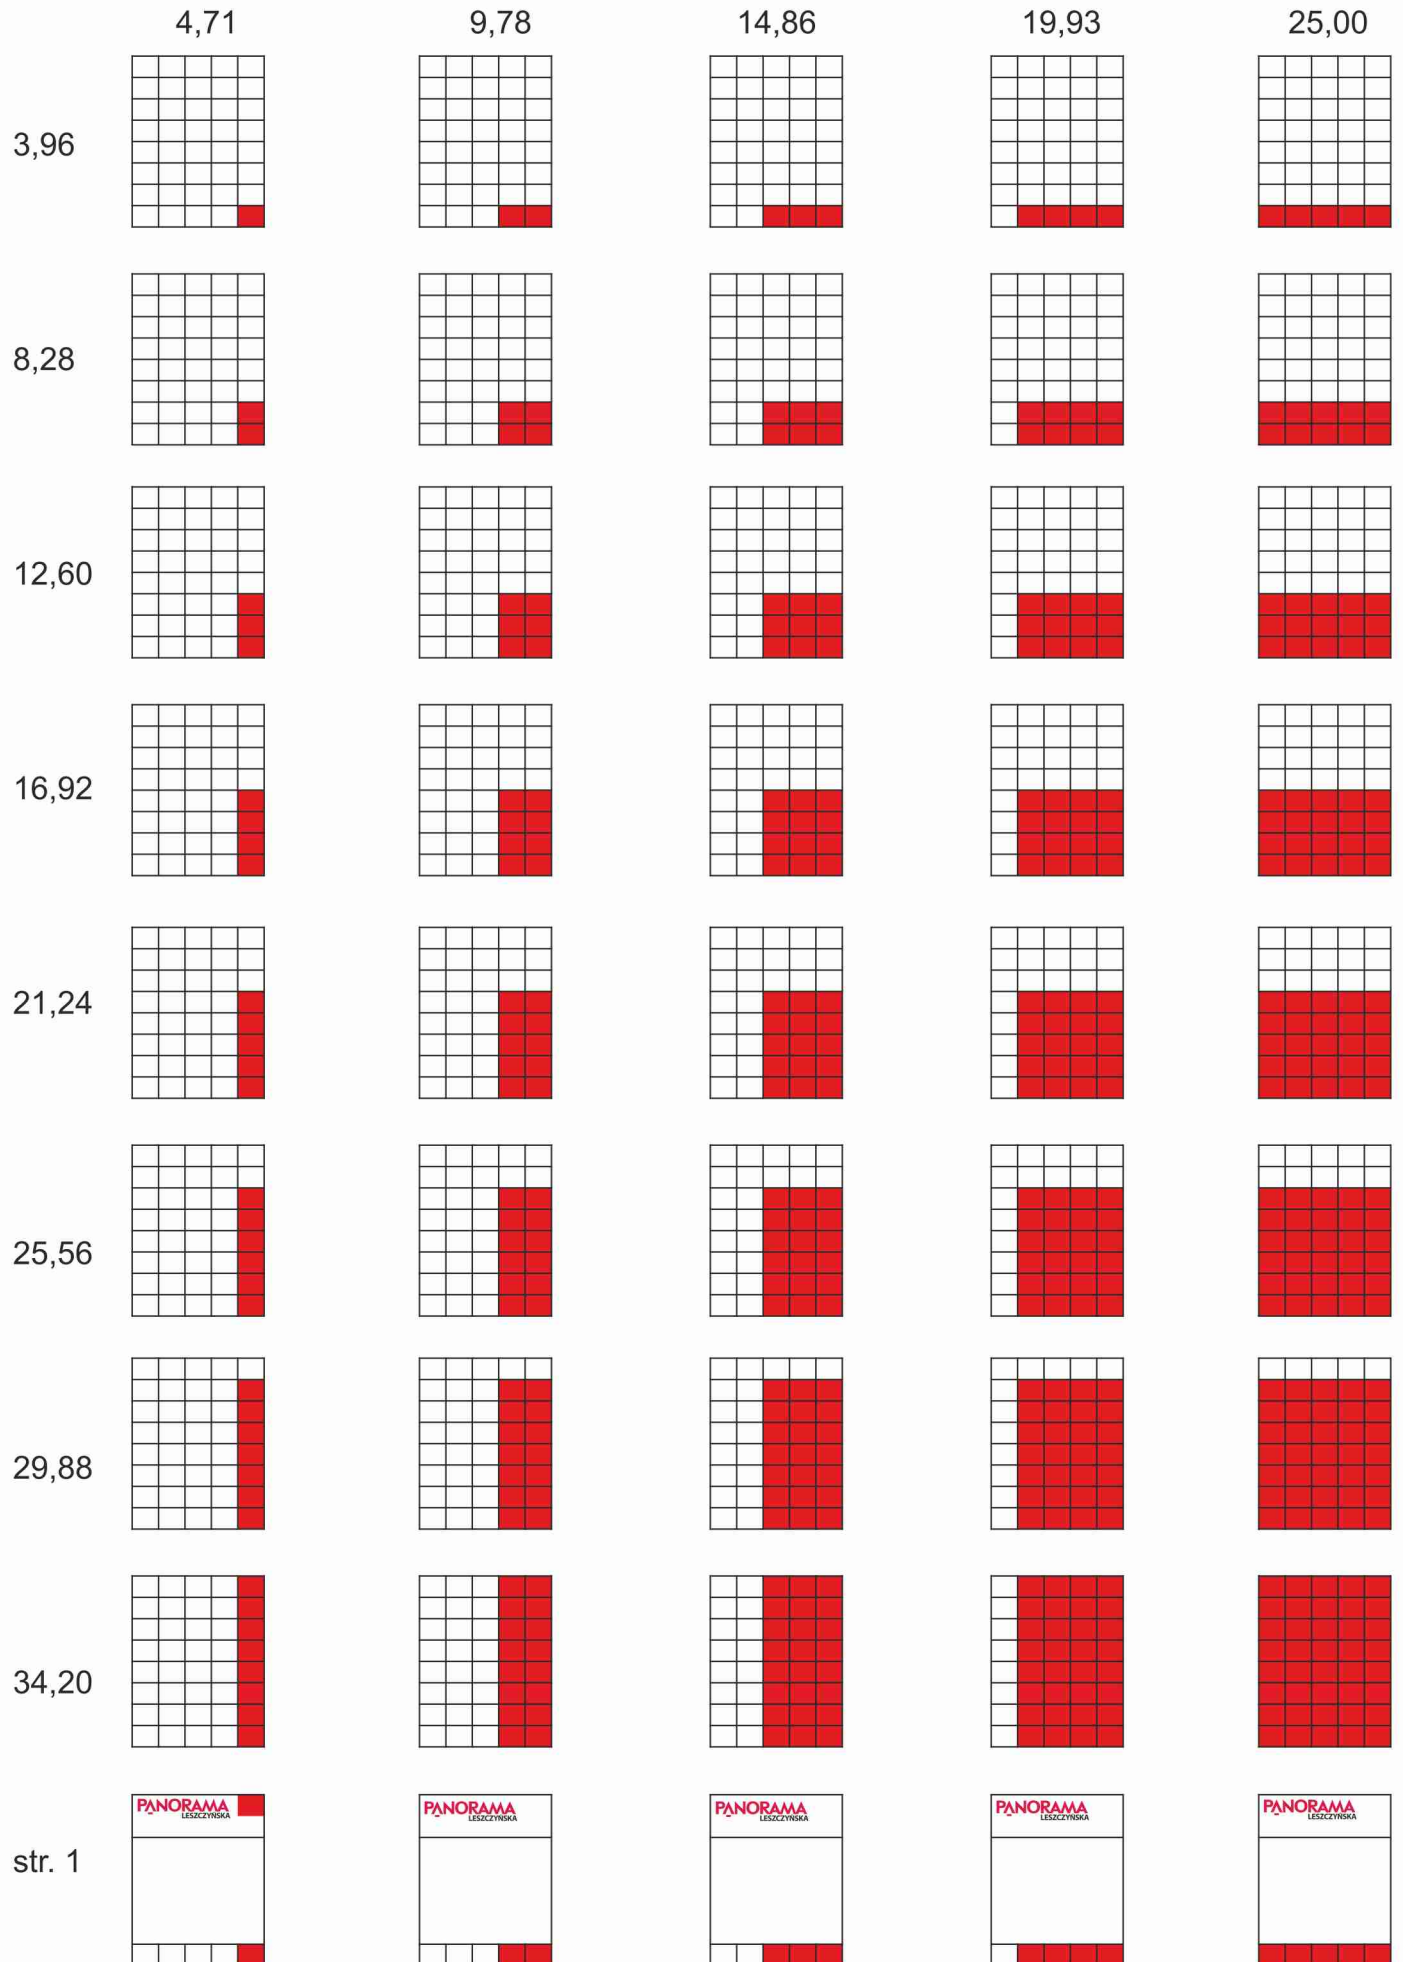 4,71 9,78 14,86 19,93 25,00
3,96
8,28
12,60
16,92
21,24
25,56
29,88
34,20
str. 1
PANORAMA LESZCZYŃSKA
PANORAMA LESZCZYŃSKA
PANORAMA LESZCZYŃSKA
PANORAMA LESZCZYŃSKA
PANORAMA LESZCZYŃSKA